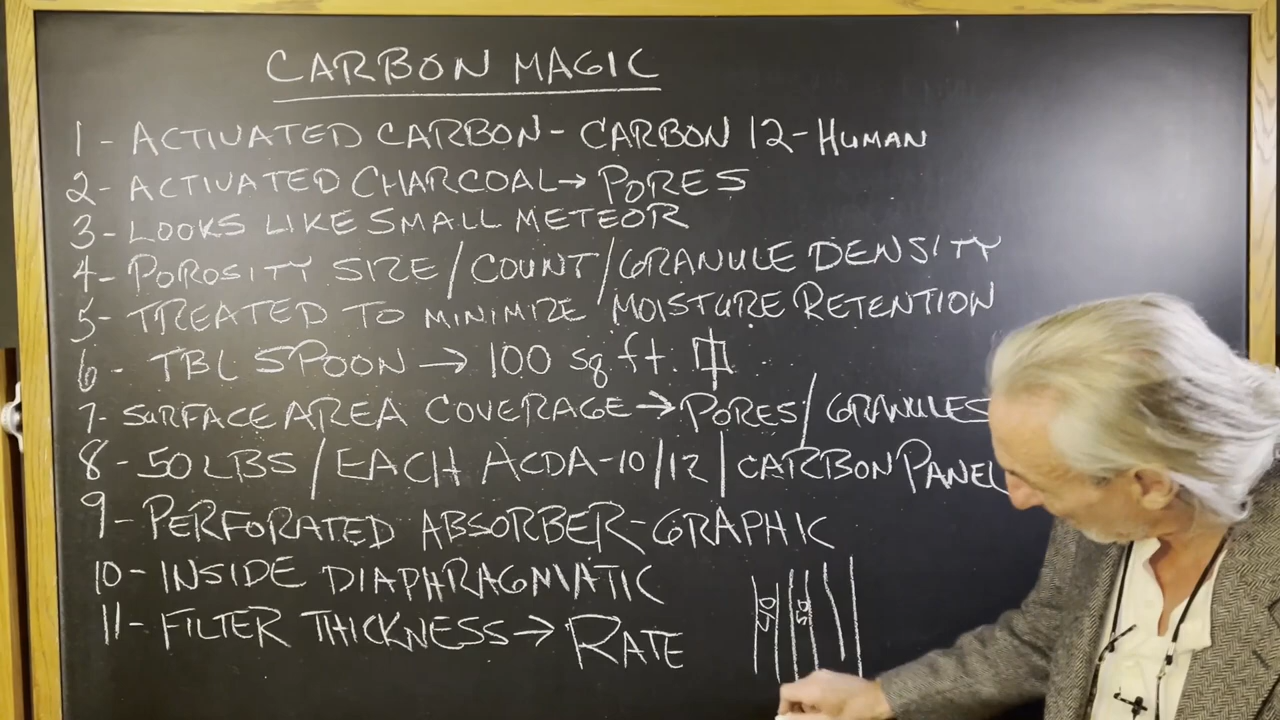 CARBON MAGIC
1 - ACTIVATED CARBON - CARBON 12 - HUMAN
2 - ACTIVATED CHARCOAL → PORES
3 - LOOKS LIKE SMALL METEOR
4 - POROSITY SIZE / COUNT / GRANULE DENSITY
5 - TREATED TO MINIMIZE MOISTURE RETENTION
6 - TBL SPOON → 100 sq ft.
7 - SURFACE AREA COVERAGE → PORES / GRANULES
8 - 50 LBS / EACH ACDA-10/12 | CARBON PANEL
9 - PERFORATED ABSORBER - GRAPHIC
10 - INSIDE DIAPHRAGMATIC
11 - FILTER THICKNESS → RATE
50